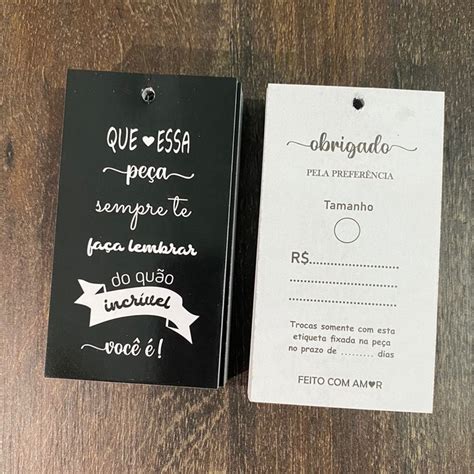 QUE♥ESSA
peça
sempre te
faça lembrar
do quão
incrível
você é!
obrigado
PELA PREFERÊNCIA
Tamanho
R$......................
.............................
.............................
Trocas somente com esta
etiqueta fixada na peça
no prazo de ......... dias
FEITO COM AM♥R